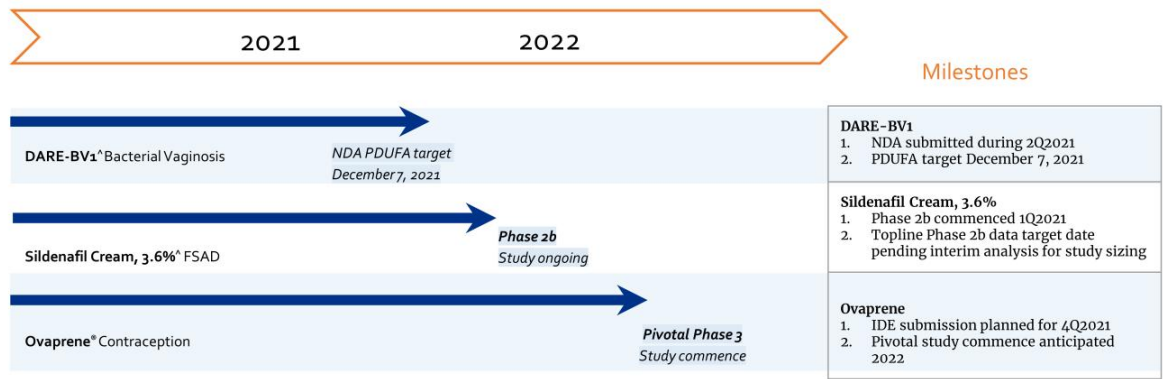 2021
2022
Milestones
DARE-BV1^ Bacterial Vaginosis
NDA PDUFA target
December 7, 2021
DARE-BV1
1. NDA submitted during 2Q2021
2. PDUFA target December 7, 2021
Sildenafil Cream, 3.6%^ FSAD
Phase 2b
Study ongoing
Sildenafil Cream, 3.6%
1. Phase 2b commenced 1Q2021
2. Topline Phase 2b data target date
pending interim analysis for study sizing
Ovaprene® Contraception
Pivotal Phase 3
Study commence
Ovaprene
1. IDE submission planned for 4Q2021
2. Pivotal study commence anticipated
2022